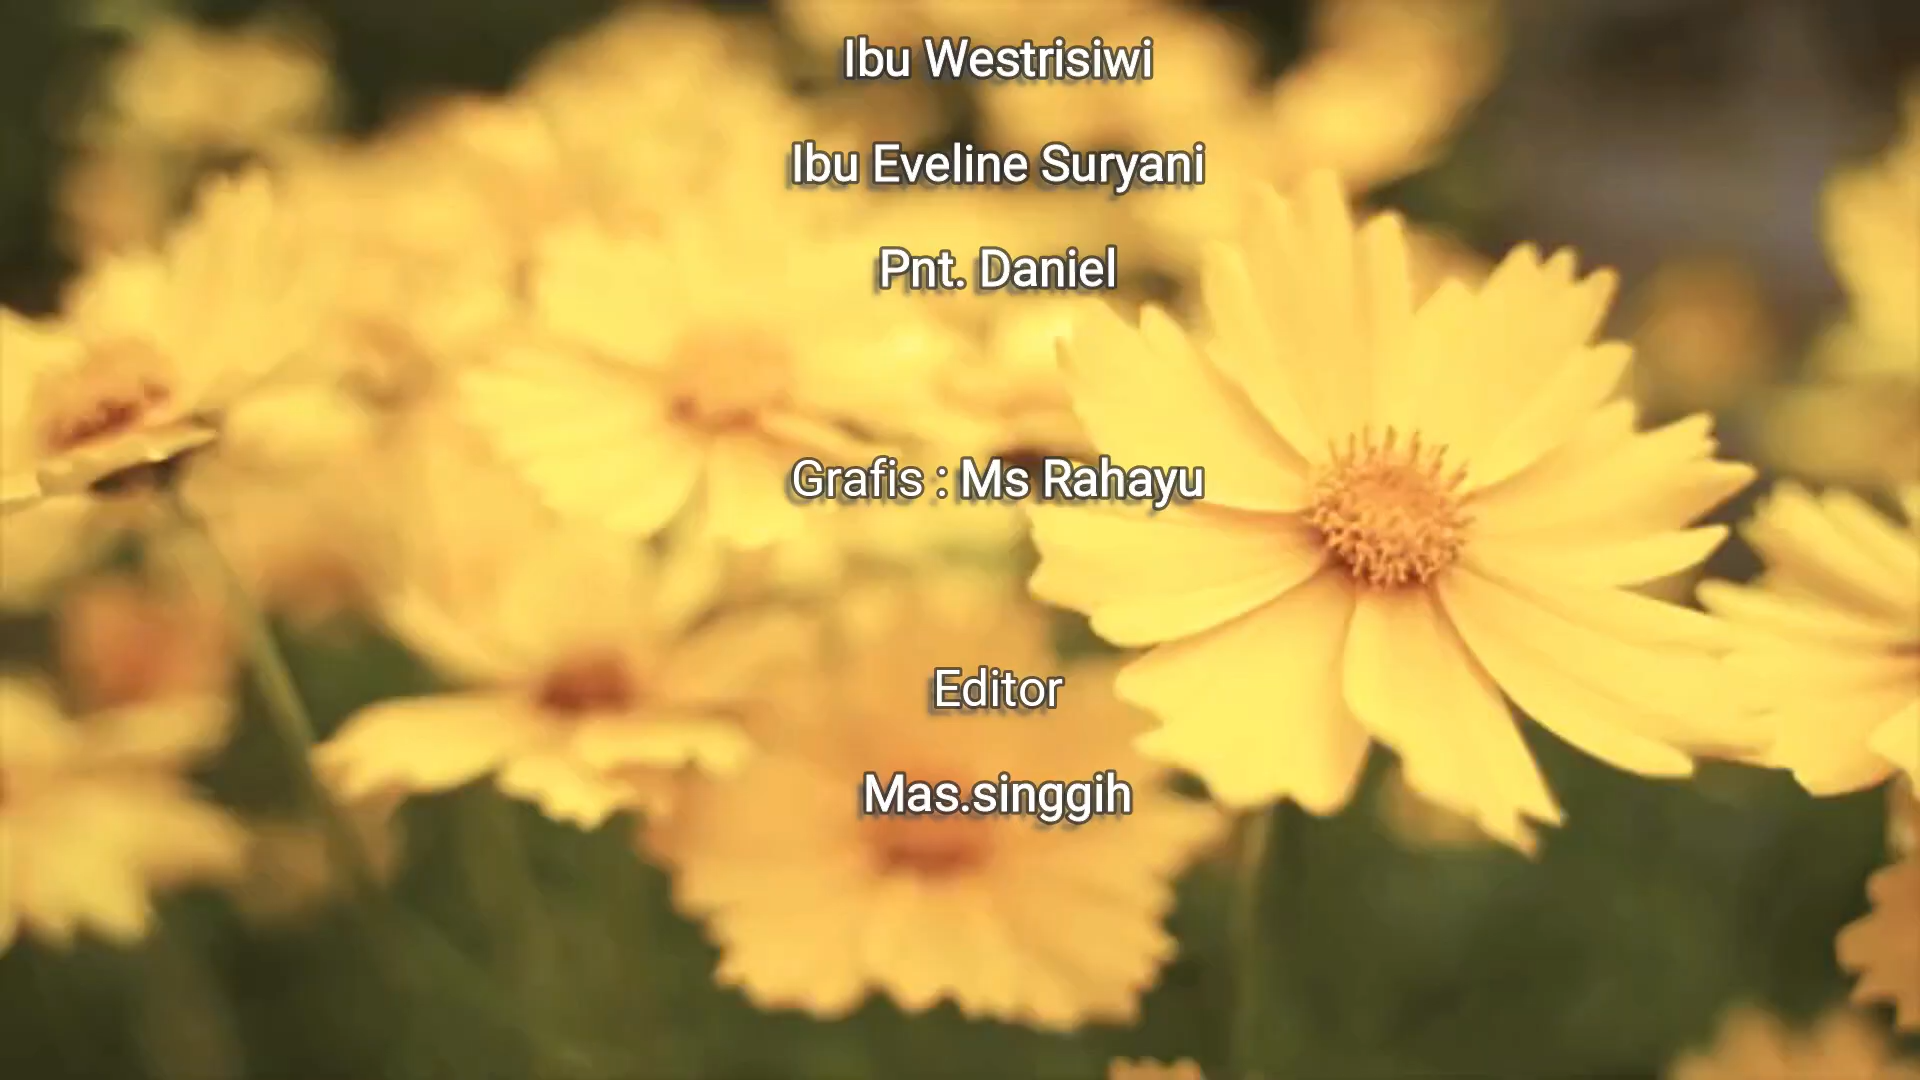 Ibu Westrisiwi
Ibu Eveline Suryani
Pnt. Daniel
Grafis : Ms Rahayu
Editor
Mas.singgih